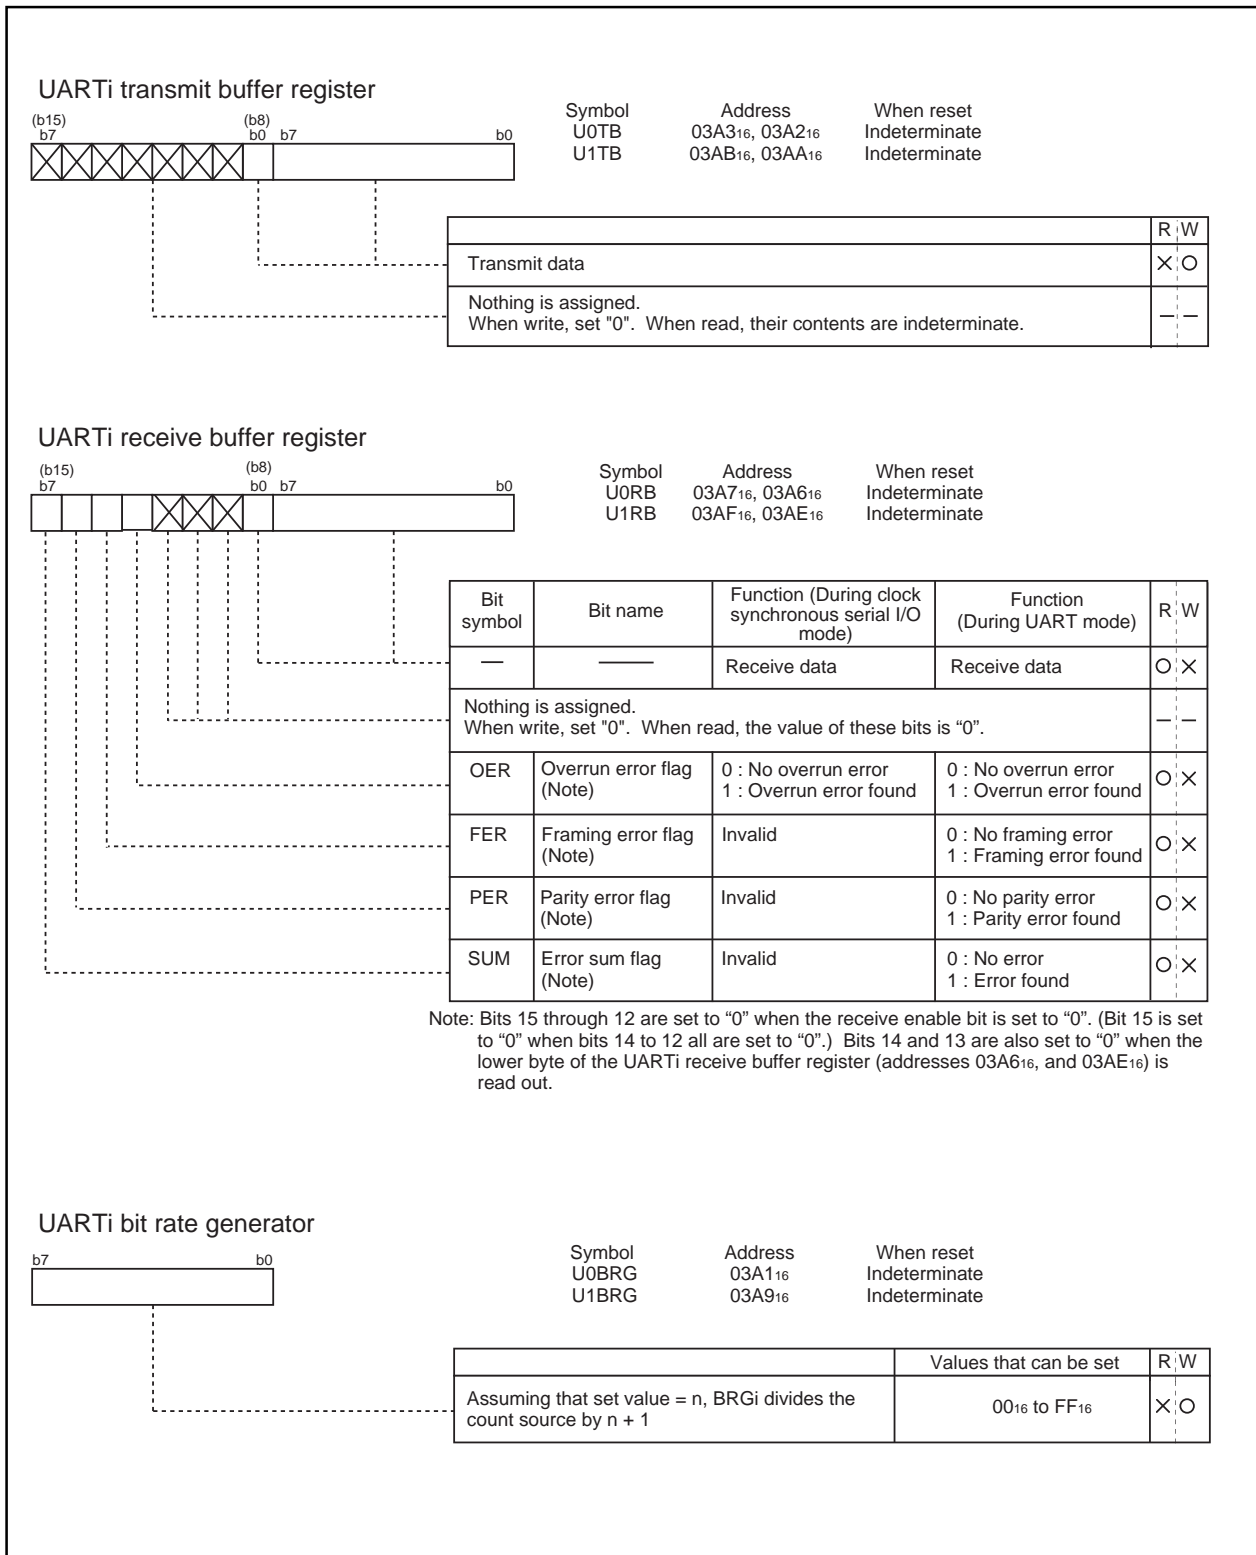 UARTi transmit buffer register
(b15) (b8)
b7 b0 b7 b0
Symbol Address When reset
U0TB 03A316, 03A216 Indeterminate
U1TB 03AB16, 03AA16 Indeterminate
R W
Transmit data X O
Nothing is assigned.
When write, set "0". When read, their contents are indeterminate. — —
UARTi receive buffer register
(b15) (b8)
b7 b0 b7 b0
Symbol Address When reset
U0RB 03A716, 03A616 Indeterminate
U1RB 03AF16, 03AE16 Indeterminate
Bit symbol Bit name Function (During clock synchronous serial I/O mode) Function (During UART mode) R W
— — Receive data Receive data O X
Nothing is assigned.
When write, set "0". When read, the value of these bits is “0”. — —
OER Overrun error flag 0 : No overrun error 0 : No overrun error O X
(Note) 1 : Overrun error found 1 : Overrun error found
FER Framing error flag Invalid 0 : No framing error O X
(Note) 1 : Framing error found
PER Parity error flag Invalid 0 : No parity error O X
(Note) 1 : Parity error found
SUM Error sum flag Invalid 0 : No error O X
(Note) 1 : Error found
Note: Bits 15 through 12 are set to “0” when the receive enable bit is set to “0”. (Bit 15 is set
to “0” when bits 14 to 12 all are set to “0”.) Bits 14 and 13 are also set to “0” when the
lower byte of the UARTi receive buffer register (addresses 03A616, and 03AE16) is
read out.
UARTi bit rate generator
b7 b0
Symbol Address When reset
U0BRG 03A116 Indeterminate
U1BRG 03A916 Indeterminate
Values that can be set R W
Assuming that set value = n, BRGi divides the
count source by n + 1 0016 to FF16 X O